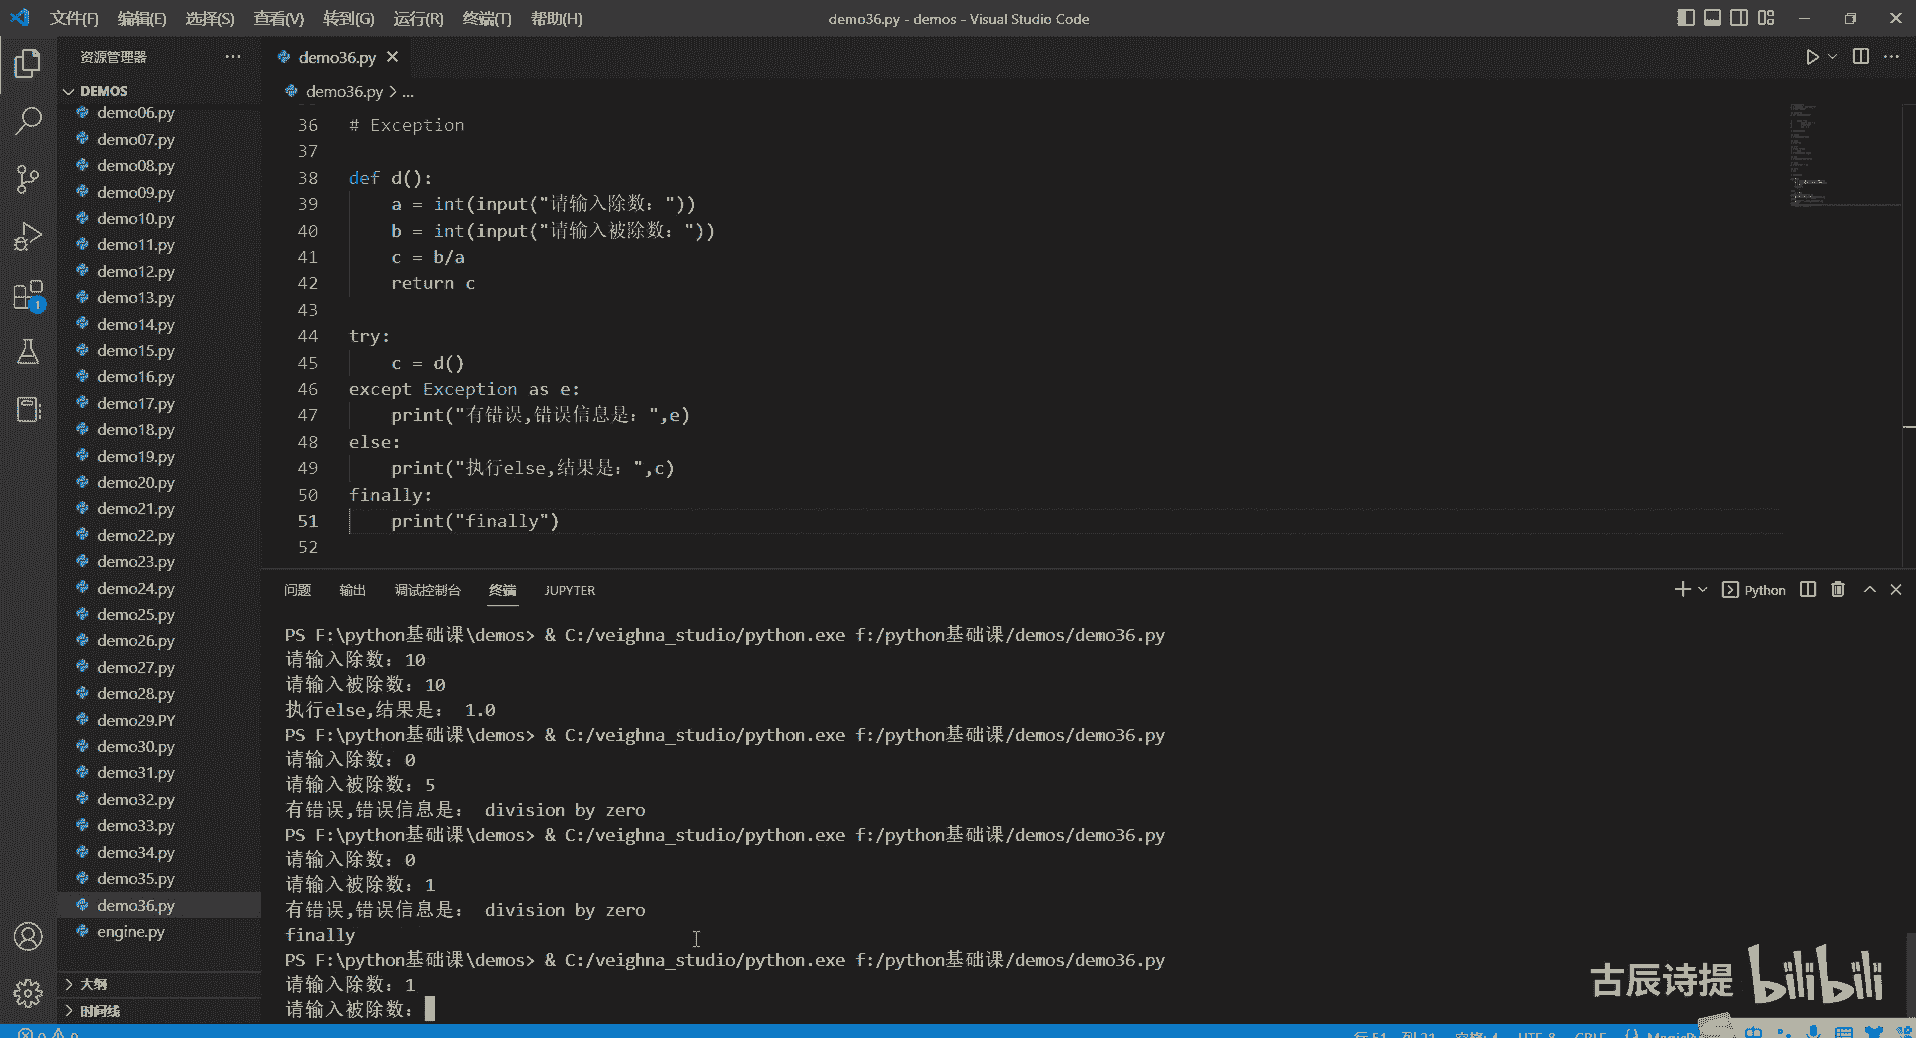 文件(F) 编辑(E) 选择(S) 查看(V) 转到(G) 运行(R) 终端(T) 帮助(H)
demo36.py - demos - Visual Studio Code
资源管理器
DEMOS
demo06.py
demo07.py
demo08.py
demo09.py
demo10.py
demo11.py
demo12.py
demo13.py
demo14.py
demo15.py
demo16.py
demo17.py
demo18.py
demo19.py
demo20.py
demo21.py
demo22.py
demo23.py
demo24.py
demo25.py
demo26.py
demo27.py
demo28.py
demo29.PY
demo30.py
demo31.py
demo32.py
demo33.py
demo34.py
demo35.py
demo36.py
engine.py
大纲
时间线
1
demo36.py
demo36.py > ...
36 # Exception
37
38 def d():
39 a = int(input("请输入除数："))
40 b = int(input("请输入被除数："))
41 c = b/a
42 return c
43
44 try:
45 c = d()
46 except Exception as e:
47 print("有错误,错误信息是：",e)
48 else:
49 print("执行else,结果是：",c)
50 finally:
51 print("finally")
52
问题 输出 调试控制台 终端 JUPYTER
Python
PS F:\python基础课\demos> & C:/veighna_studio/python.exe f:/python基础课/demos/demo36.py
请输入除数：10
请输入被除数：10
执行else,结果是： 1.0
PS F:\python基础课\demos> & C:/veighna_studio/python.exe f:/python基础课/demos/demo36.py
请输入除数：0
请输入被除数：5
有错误,错误信息是： division by zero
PS F:\python基础课\demos> & C:/veighna_studio/python.exe f:/python基础课/demos/demo36.py
请输入除数：0
请输入被除数：1
有错误,错误信息是： division by zero
finally
PS F:\python基础课\demos> & C:/veighna_studio/python.exe f:/python基础课/demos/demo36.py
请输入除数：1
请输入被除数：
古辰诗提 bilibili